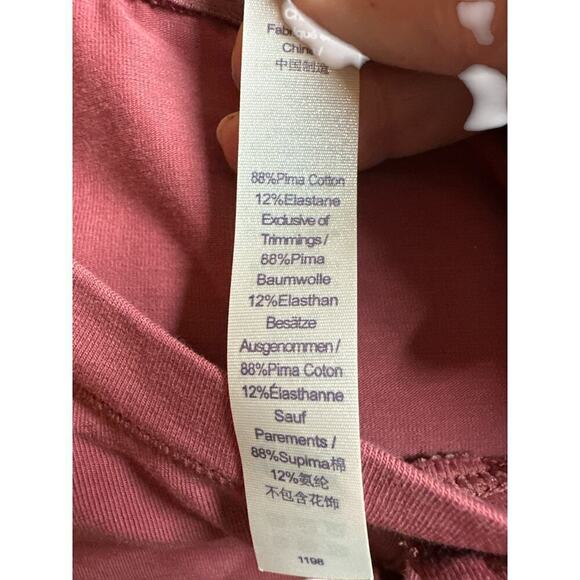 China /
中国制造
88%Pima Cotton
12%Elastane
Exclusive of
Trimmings /
88%Pima
Baumwolle
12%Elasthan
Besätze
Ausgenommen /
88%Pima Coton
12%Élasthanne
Sauf
Parements /
88%Supima棉
12%氨纶
不包含花饰
1198